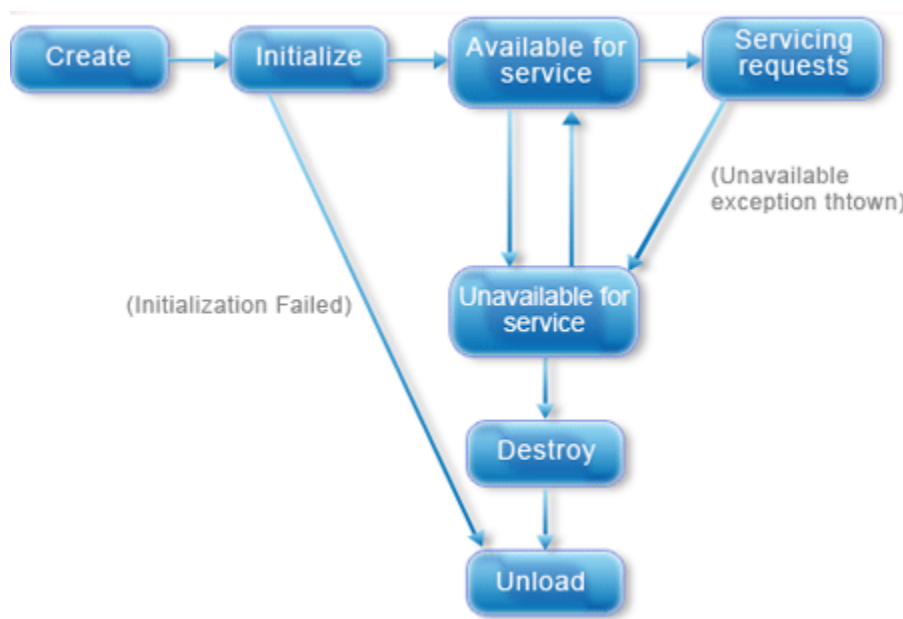 Create
Initialize
Available for
service
Servicing
requests
(Unavailable
exception thtown)
(Initialization Failed)
Unavailable for
service
Destroy
Unload